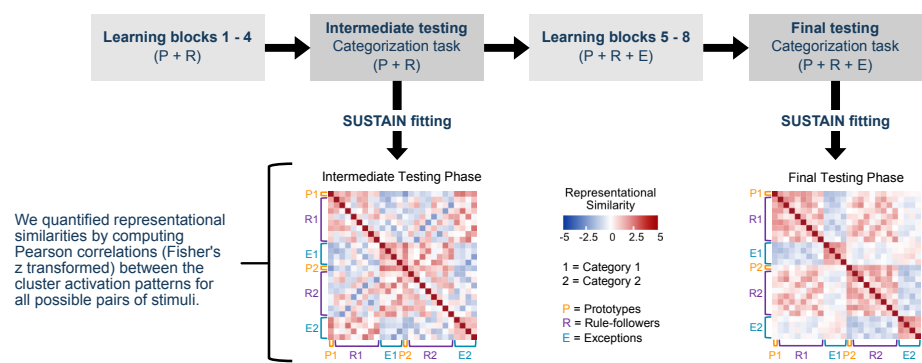 Learning blocks 1 - 4
(P + R)
Intermediate testing
Categorization task
(P + R)
Learning blocks 5 - 8
(P + R + E)
Final testing
Categorization task
(P + R + E)
SUSTAIN fitting
SUSTAIN fitting
We quantified representational
similarities by computing
Pearson correlations (Fisher's
z transformed) between the
cluster activation patterns for
all possible pairs of stimuli.
Intermediate Testing Phase
P1
R1
E1
P2
R2
E2
P1 R1 E1 P2 R2 E2
Representational
Similarity
-5 -2.5 0 2.5 5
1 = Category 1
2 = Category 2
P = Prototypes
R = Rule-followers
E = Exceptions
Final Testing Phase
P1
R1
E1
P2
R2
E2
P1 R1 E1 P2 R2 E2